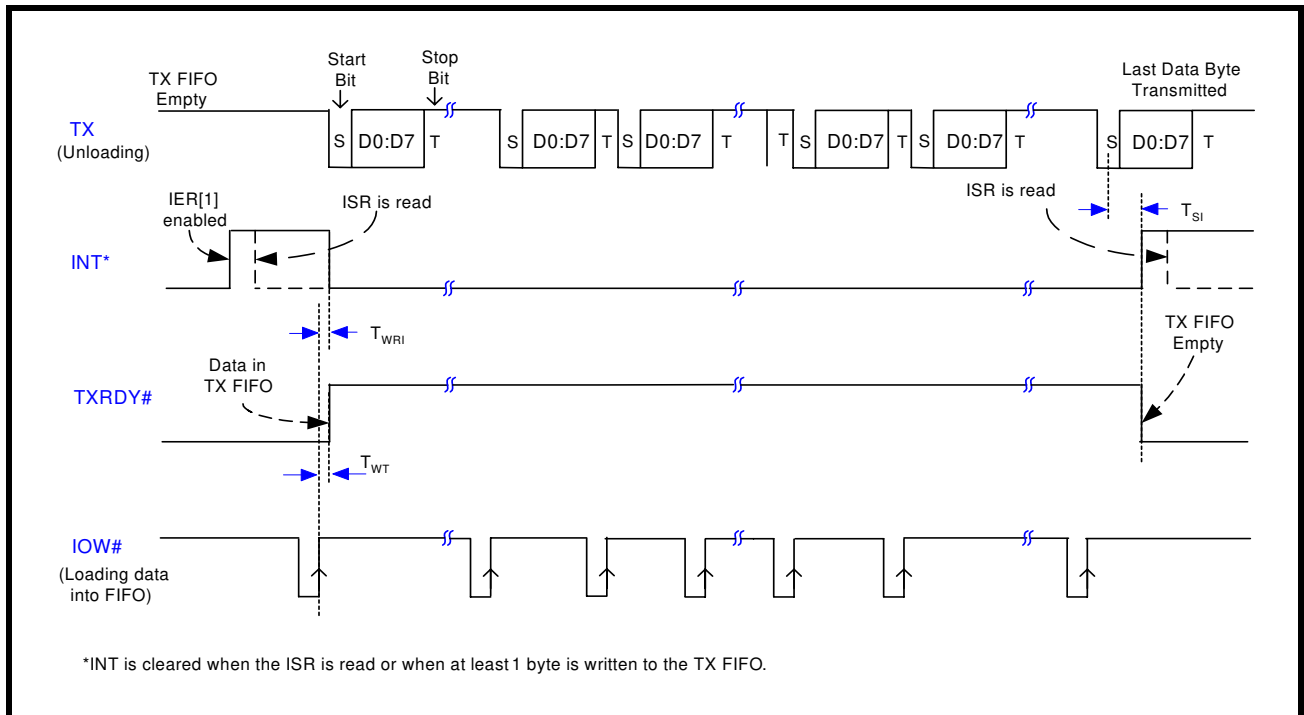 TX FIFO
Empty
Start
Bit
Stop
Bit
Last Data Byte
Transmitted
TX
(Unloading)
S D0:D7 T S D0:D7 T S D0:D7 T T S D0:D7 T S D0:D7 T S D0:D7 T
IER[1]
enabled
ISR is read
ISR is read
TSI
INT*
TWRI
TX FIFO
Empty
Data in
TX FIFO
TXRDY#
TWT
IOW#
(Loading data
into FIFO)
*INT is cleared when the ISR is read or when at least 1 byte is written to the TX FIFO.